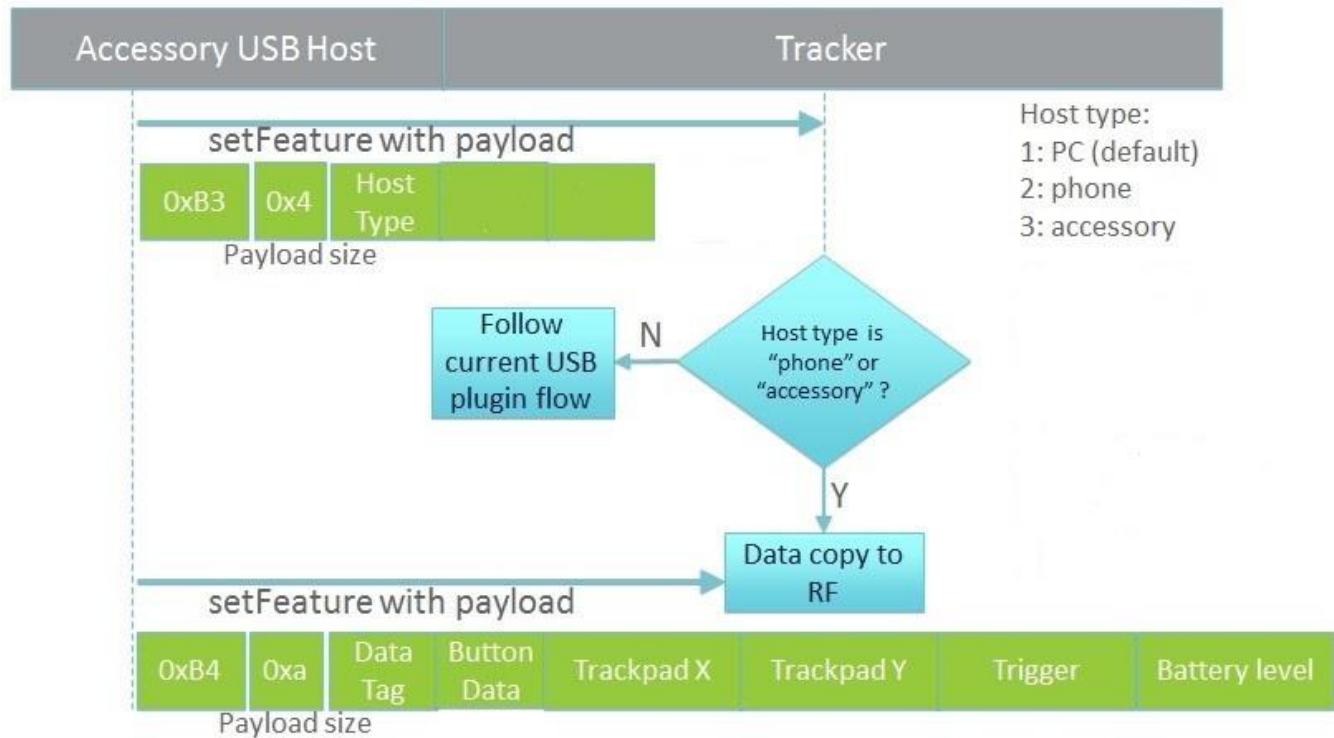 Accessory USB Host
Tracker
setFeature with payload
Host type:
1: PC (default)
2: phone
3: accessory
0xB3
0x4
Host
Type
Payload size
Host type is
“phone” or
“accessory” ?
N
Follow
current USB
plugin flow
Y
Data copy to
RF
setFeature with payload
0xB4
0xa
Data
Tag
Button
Data
Trackpad X
Trackpad Y
Trigger
Battery level
Payload size